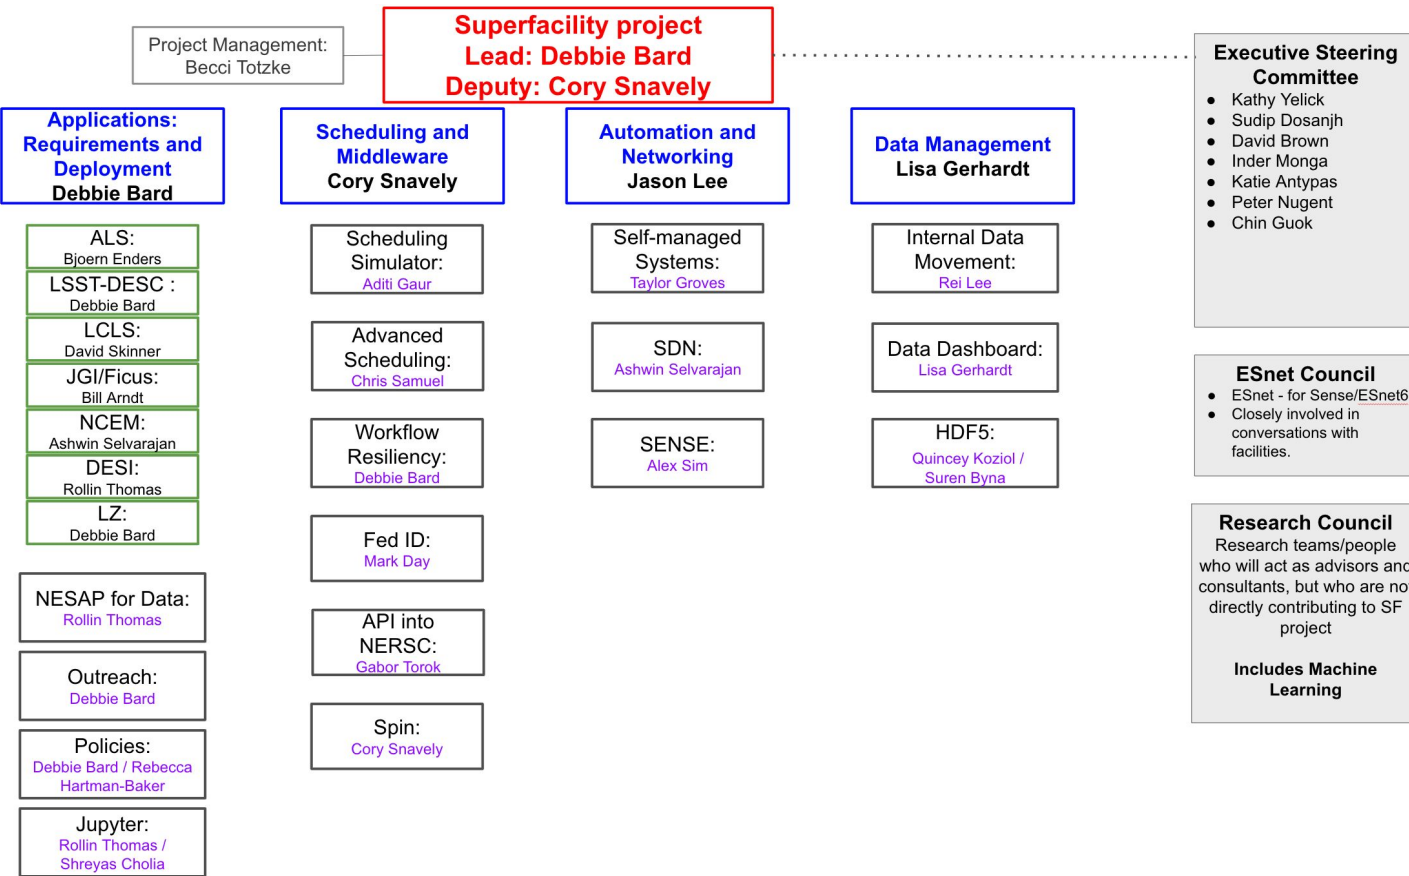 Project Management:
Becci Totzke
Superfacility project
Lead: Debbie Bard
Deputy: Cory Snavely
Applications:
Requirements and
Deployment
Debbie Bard
ALS:
Bjoern Enders
LSST-DESC :
Debbie Bard
LCLS:
David Skinner
JGI/Ficus:
Bill Arndt
NCEM:
Ashwin Selvarajan
DESI:
Rollin Thomas
LZ:
Debbie Bard
NESAP for Data:
Rollin Thomas
Outreach:
Debbie Bard
Policies:
Debbie Bard / Rebecca
Hartman-Baker
Jupyter:
Rollin Thomas /
Shreyas Cholia
Scheduling and
Middleware
Cory Snavely
Scheduling
Simulator:
Aditi Gaur
Advanced
Scheduling:
Chris Samuel
Workflow
Resiliency:
Debbie Bard
Fed ID:
Mark Day
API into
NERSC:
Gabor Torok
Spin:
Cory Snavely
Automation and
Networking
Jason Lee
Self-managed
Systems:
Taylor Groves
SDN:
Ashwin Selvarajan
SENSE:
Alex Sim
Data Management
Lisa Gerhardt
Internal Data
Movement:
Rei Lee
Data Dashboard:
Lisa Gerhardt
HDF5:
Quincey Koziol /
Suren Byna
Executive Steering
Committee
● Kathy Yelick
● Sudip Dosanjh
● David Brown
● Inder Monga
● Katie Antypas
● Peter Nugent
● Chin Guok
ESnet Council
● ESnet - for Sense/ESnet6
● Closely involved in
conversations with
facilities.
Research Council
Research teams/people
who will act as advisors and
consultants, but who are not
directly contributing to SF
project
Includes Machine
Learning